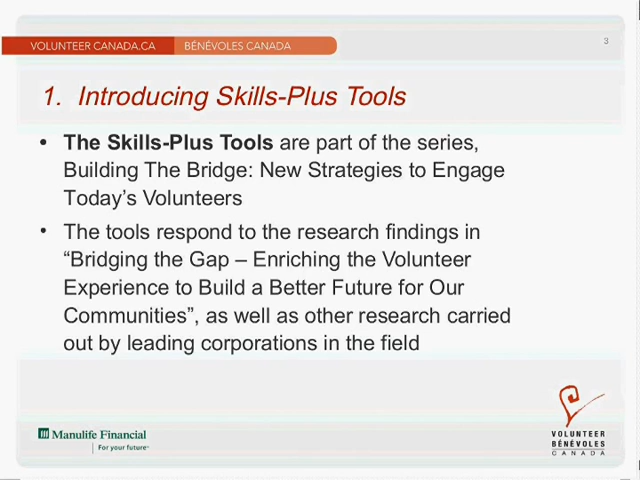 VOLUNTEER CANADA.CA BÉNÉVOLES CANADA
3
1. Introducing Skills-Plus Tools
• The Skills-Plus Tools are part of the series,
Building The Bridge: New Strategies to Engage
Today’s Volunteers
• The tools respond to the research findings in
“Bridging the Gap – Enriching the Volunteer
Experience to Build a Better Future for Our
Communities”, as well as other research carried
out by leading corporations in the field
Manulife Financial
For your future™
VOLUNTEER
BÉNÉVOLES
CANADA